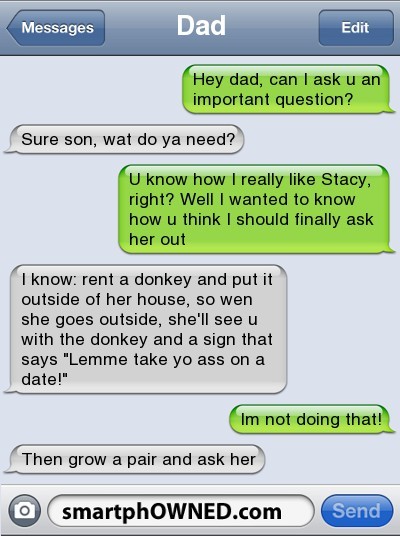 Messages
Dad
Edit
Hey dad, can I ask u an
important question?
Sure son, wat do ya need?
U know how I really like Stacy,
right? Well I wanted to know
how u think I should finally ask
her out
I know: rent a donkey and put it
outside of her house, so wen
she goes outside, she'll see u
with the donkey and a sign that
says "Lemme take yo ass on a
date!"
Im not doing that!
Then grow a pair and ask her
smartphOWNED.com
Send